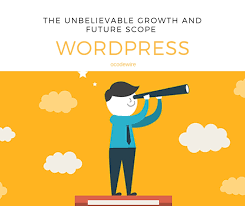 THE UNBELIEVABLE GROWTH AND
FUTURE SCOPE
WORDPRESS